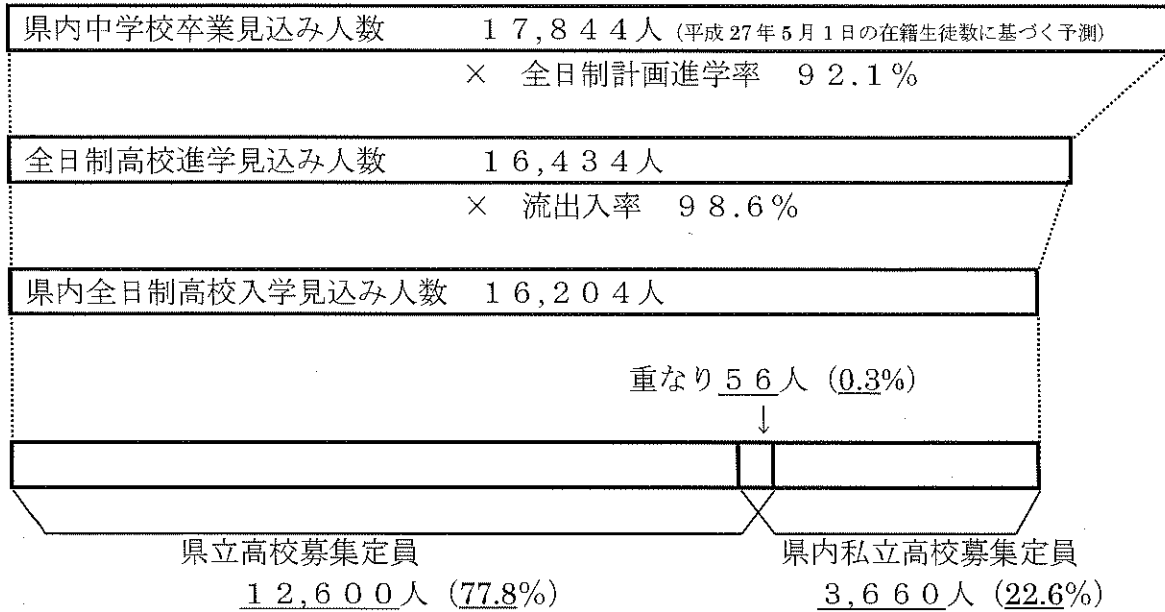 県内中学校卒業見込み人数 １７,８４４人 (平成 27 年 5 月 1 日の在籍生徒数に基づく予測)
× 全日制計画進学率 ９２.１％
全日制高校進学見込み人数 １６,４３４人
× 流出入率 ９８.６％
県内全日制高校入学見込み人数 １６,２０４人
重なり５６人 (0.3%)
↓
県立高校募集定員 県内私立高校募集定員
１２,６００人 (77.8%) ３,６６０人 (22.6%)